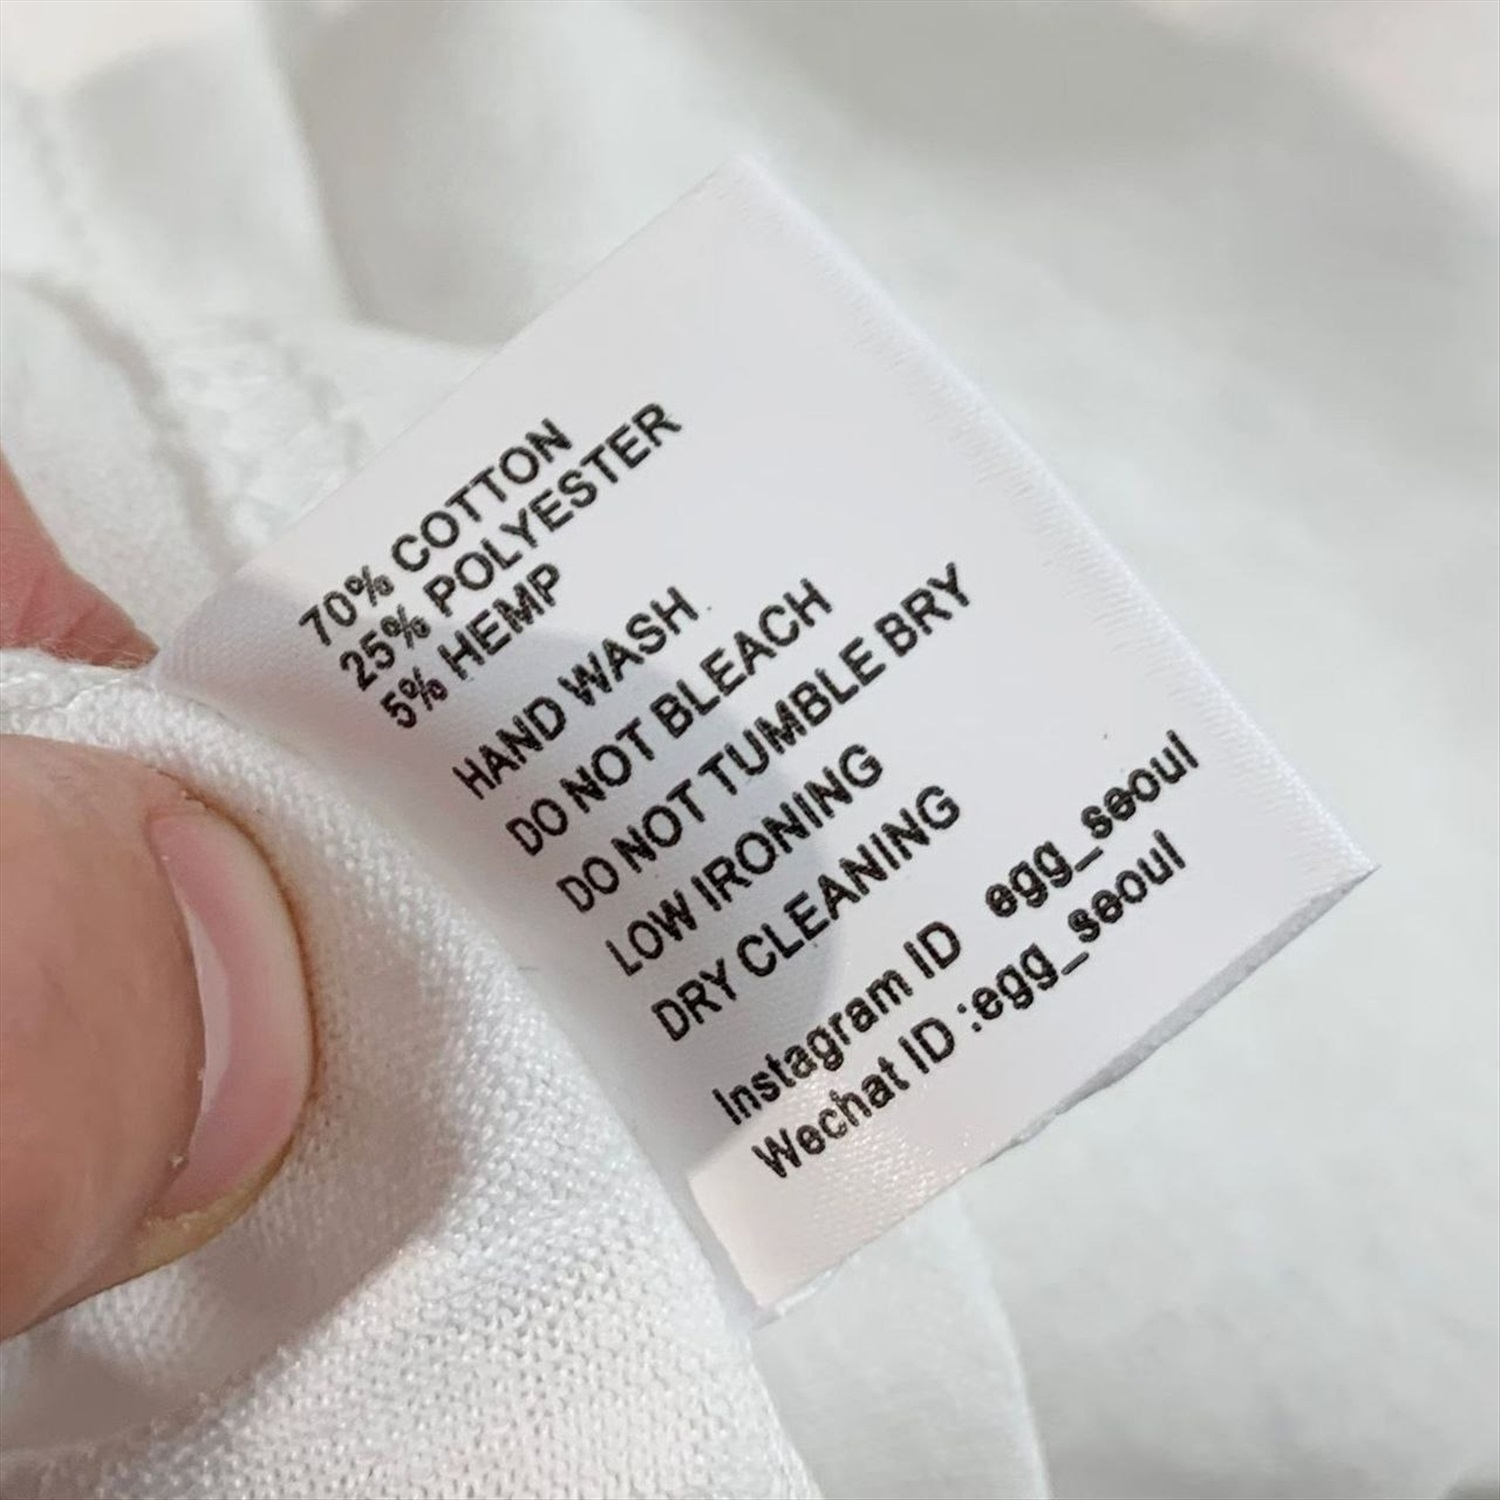 70% COTTON
25% POLYESTER
5% HEMP
HAND WASH
DO NOT BLEACH
DO NOT TUMBLE BRY
LOW IRONING
DRY CLEANING
Instagram ID egg_seoul
Wechat ID :egg_seoul